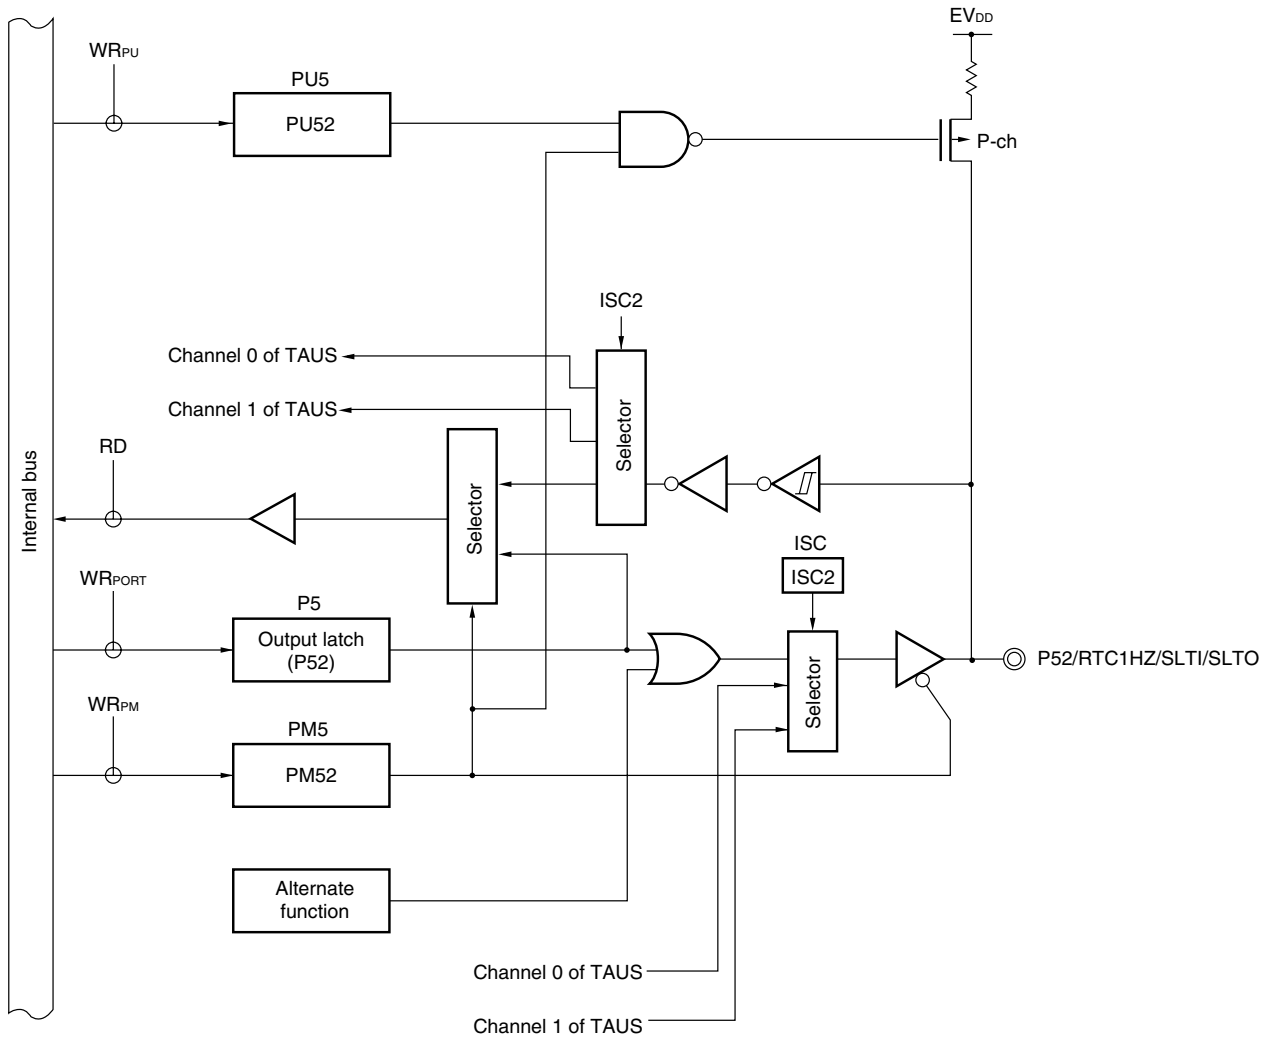 EVDD
WRPU
PU5
PU52
P-ch
ISC2
Channel 0 of TAUS
Channel 1 of TAUS
Selector
RD
Selector
Internal bus
ISC
ISC2
WRPORT
P5
Output latch
(P52)
Selector
P52/RTC1HZ/SLTI/SLTO
WRPM
PM5
PM52
Alternate
function
Channel 0 of TAUS
Channel 1 of TAUS